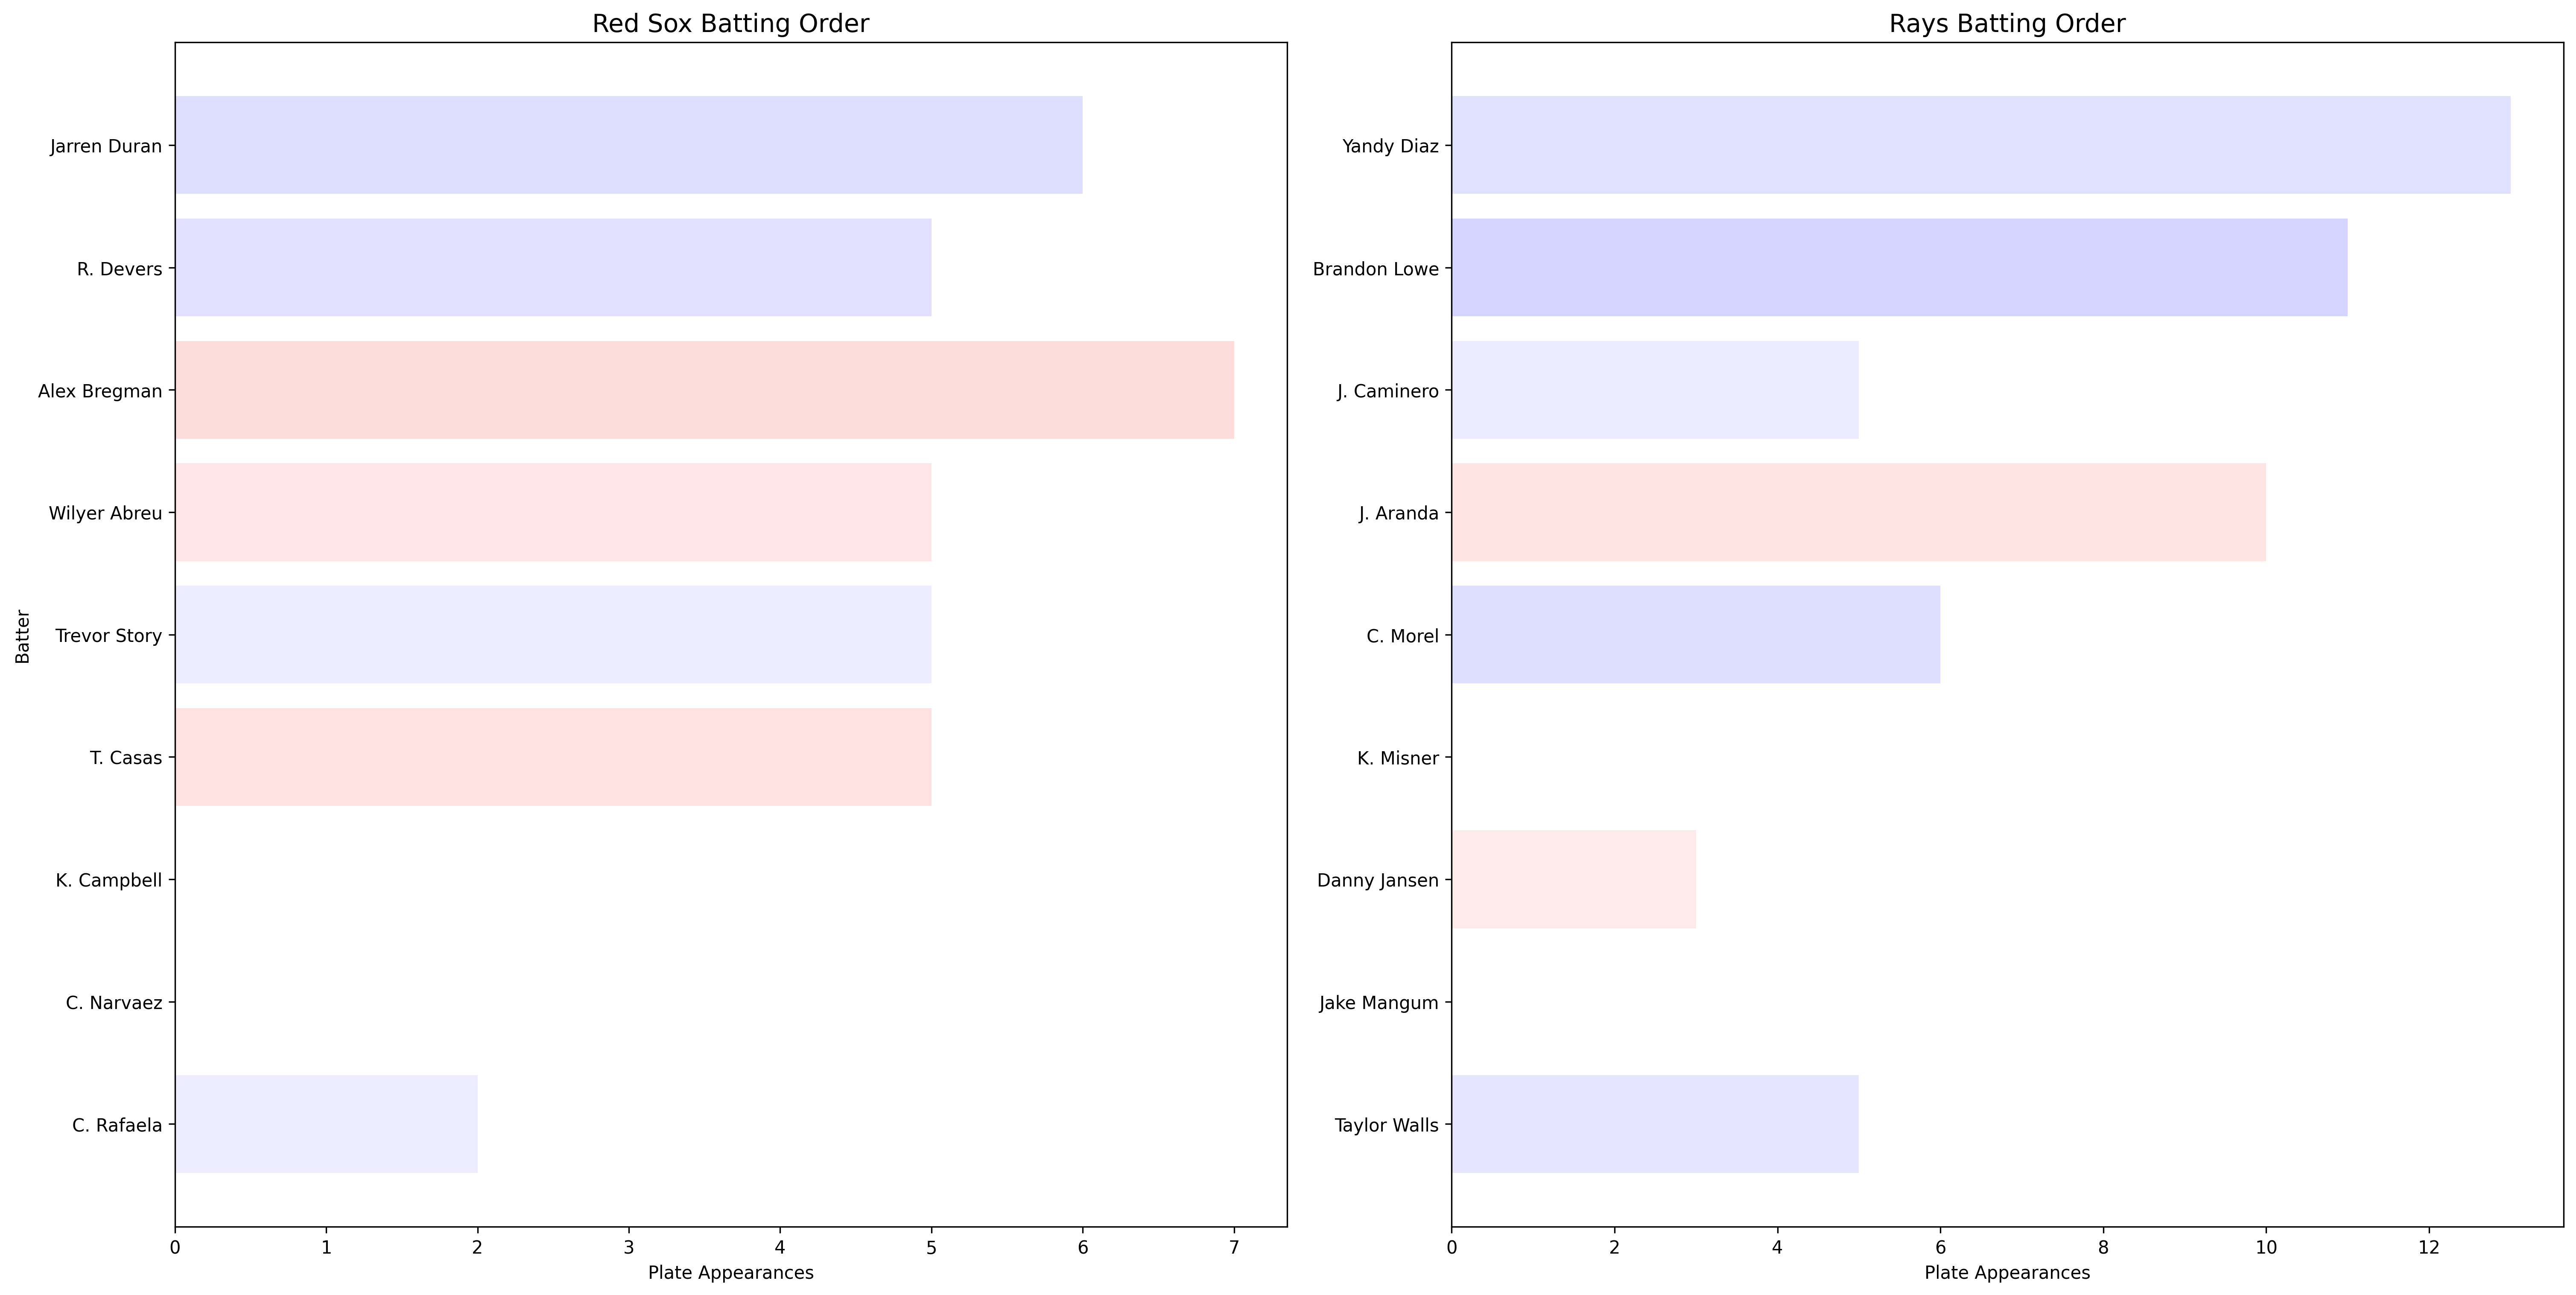 Red Sox Batting Order
Batter
Jarren Duran
R. Devers
Alex Bregman
Wilyer Abreu
Trevor Story
T. Casas
K. Campbell
C. Narvaez
C. Rafaela
0 1 2 3 4 5 6 7
Plate Appearances
Rays Batting Order
Yandy Diaz
Brandon Lowe
J. Caminero
J. Aranda
C. Morel
K. Misner
Danny Jansen
Jake Mangum
Taylor Walls
0 2 4 6 8 10 12
Plate Appearances